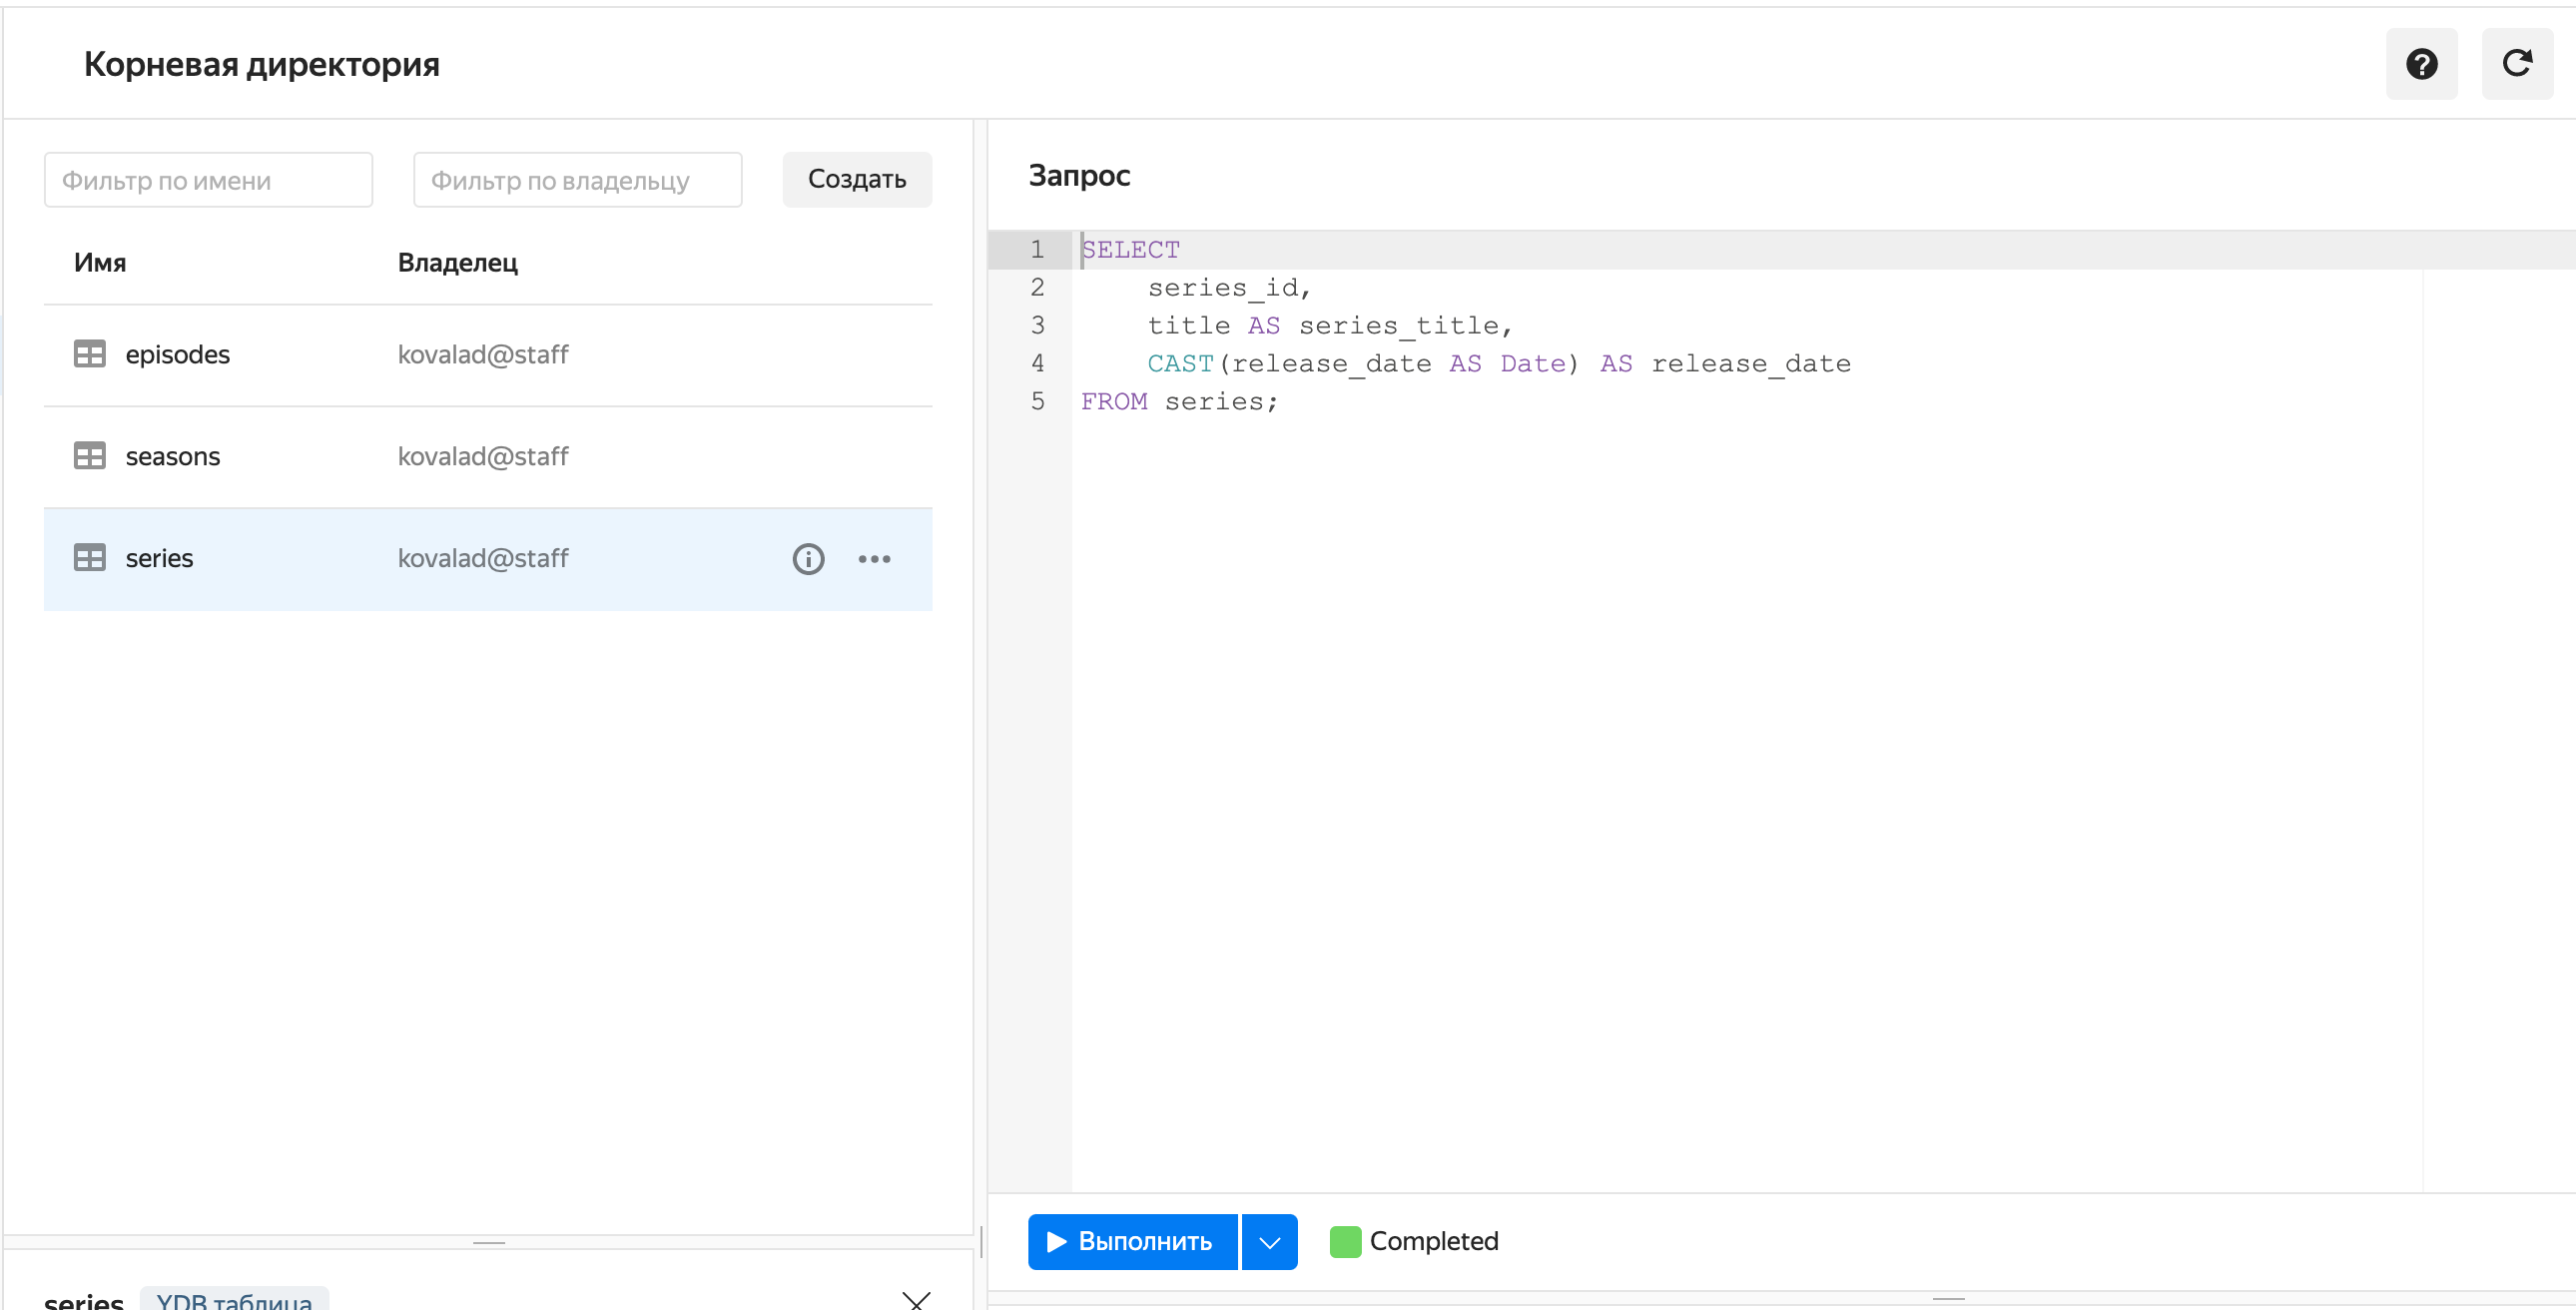 Корневая директория
Фильтр по имени
Фильтр по владельцу
Создать
Имя
Владелец
episodes
kovalad@staff
seasons
kovalad@staff
series
kovalad@staff
series
YDB таблица
Запрос
1 SELECT
2 series_id,
3 title AS series_title,
4 CAST(release_date AS Date) AS release_date
5 FROM series;
Выполнить
Completed